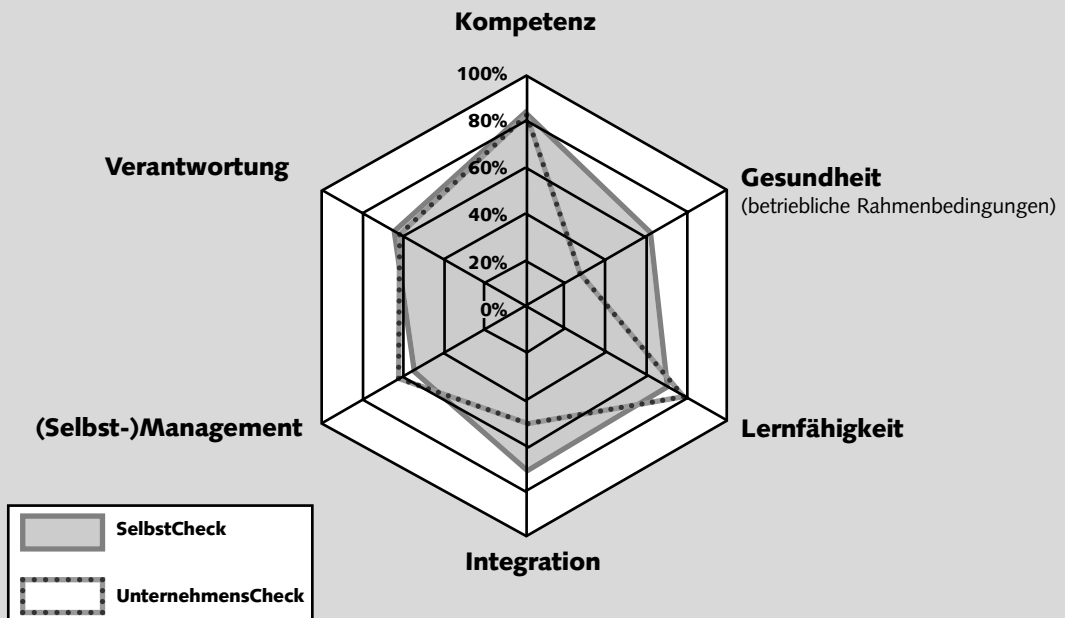 Kompetenz
100%
80%
60%
40%
20%
0%
Verantwortung
Gesundheit
(betriebliche Rahmenbedingungen)
(Selbst-)Management
Lernfähigkeit
Integration
SelbstCheck
UnternehmensCheck